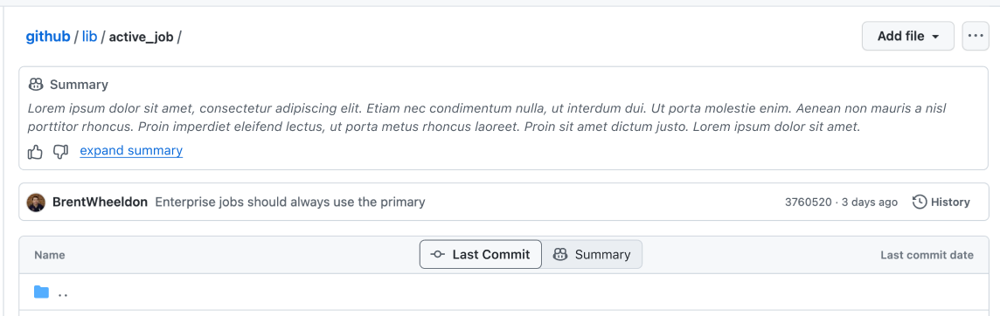 github / lib / active_job /
Add file
Summary
Lorem ipsum dolor sit amet, consectetur adipiscing elit. Etiam nec condimentum nulla, ut interdum dui. Ut porta molestie enim. Aenean non mauris a nisl
porttitor rhoncus. Proin imperdiet eleifend lectus, ut porta metus rhoncus laoreet. Proin sit amet dictum justo. Lorem ipsum dolor sit amet.
expand summary
BrentWheeldon Enterprise jobs should always use the primary
3760520 · 3 days ago History
Name
Last Commit
Summary
Last commit date
..